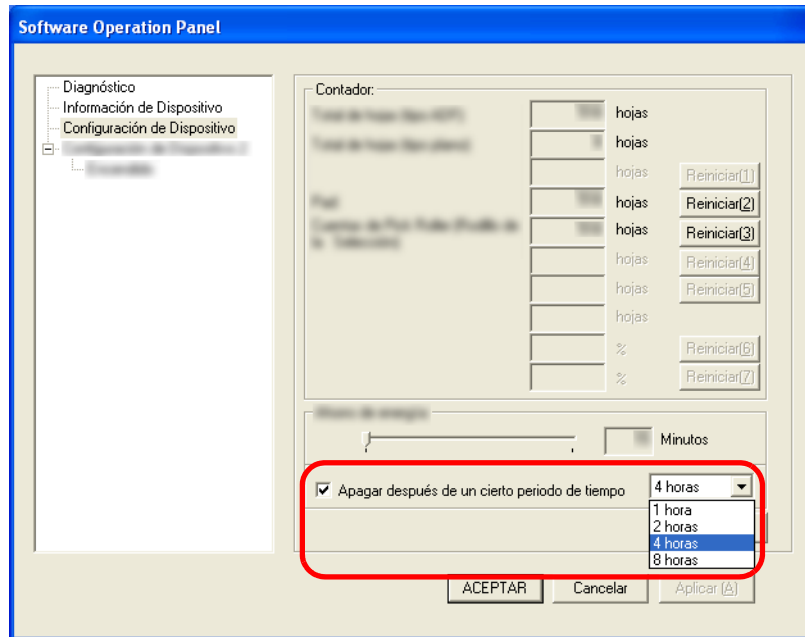 Software Operation Panel
Diagnóstico
Información de Dispositivo
Configuración de Dispositivo
Contador:
hojas
hojas
hojas Reiniciar(1)
hojas Reiniciar(2)
hojas Reiniciar(3)
hojas Reiniciar(4)
hojas Reiniciar(5)
hojas
% Reiniciar(6)
% Reiniciar(7)
Minutos
Apagar después de un cierto periodo de tiempo 4 horas
1 hora
2 horas
4 horas
8 horas
ACEPTAR Cancelar Aplicar (A)